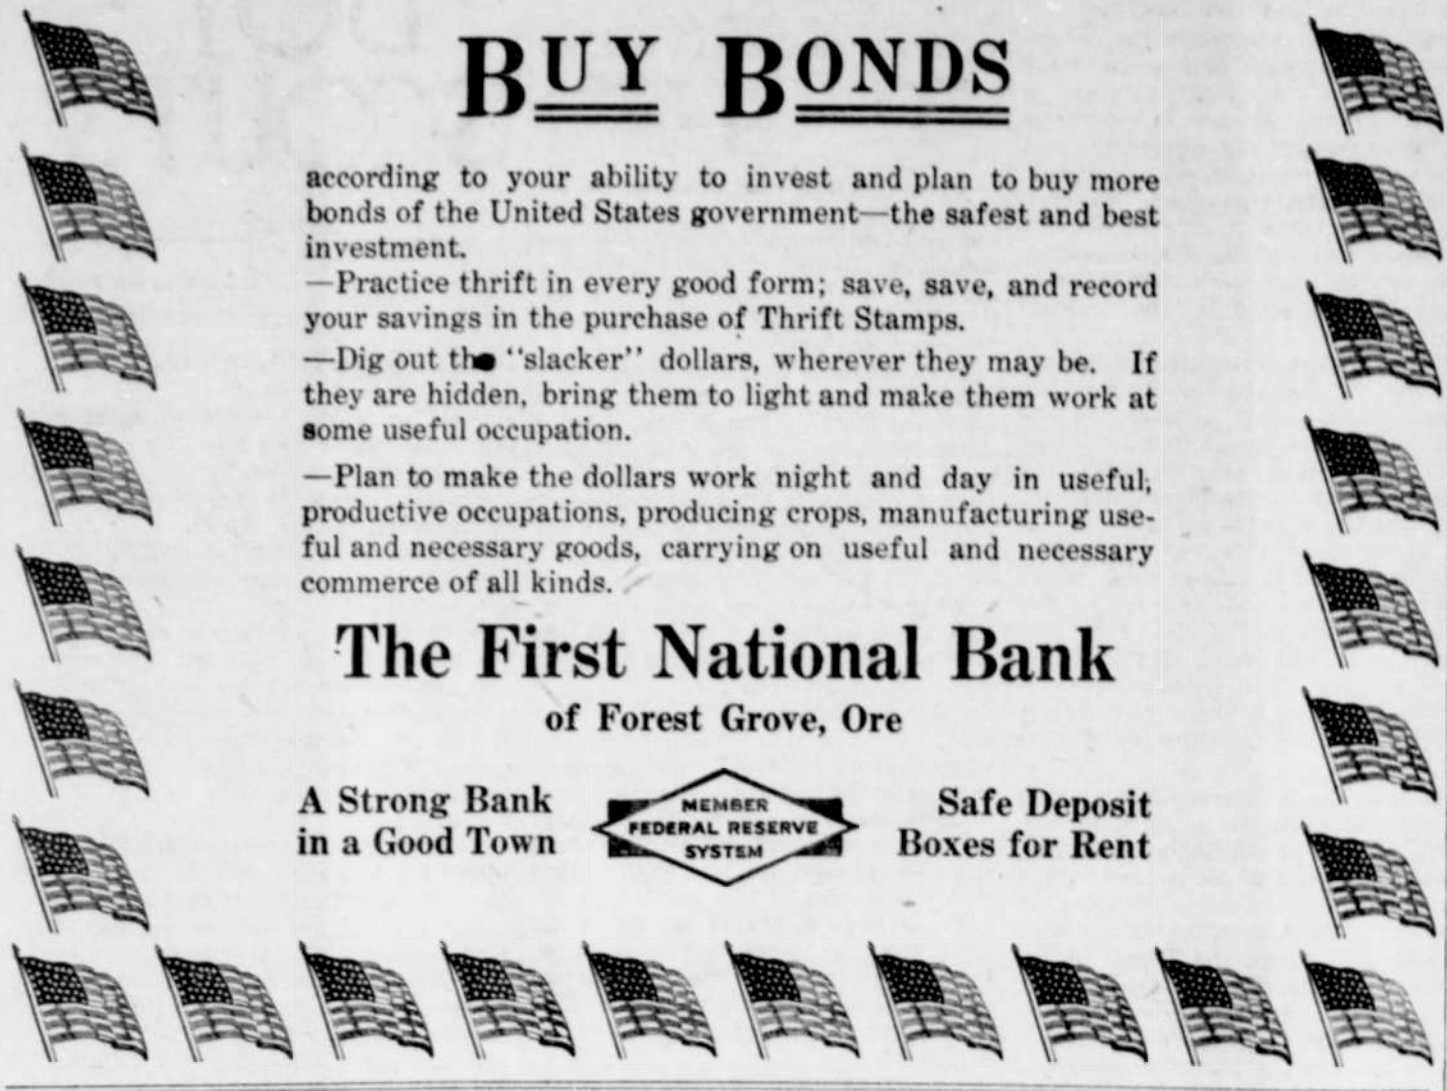 BUY BONDS
according to your ability to invest and plan to buy more
bonds of the United States government—the safest and best
investment.
—Practice thrift in every good form; save, save, and record
your savings in the purchase of Thrift Stamps.
—Dig out the "slacker" dollars, wherever they may be. If
they are hidden, bring them to light and make them work at
some useful occupation.
—Plan to make the dollars work night and day in useful,
productive occupations, producing crops, manufacturing use-
ful and necessary goods, carrying on useful and necessary
commerce of all kinds.
The First National Bank
of Forest Grove, Ore
A Strong Bank
in a Good Town
MEMBER
FEDERAL RESERVE
SYSTEM
Safe Deposit
Boxes for Rent